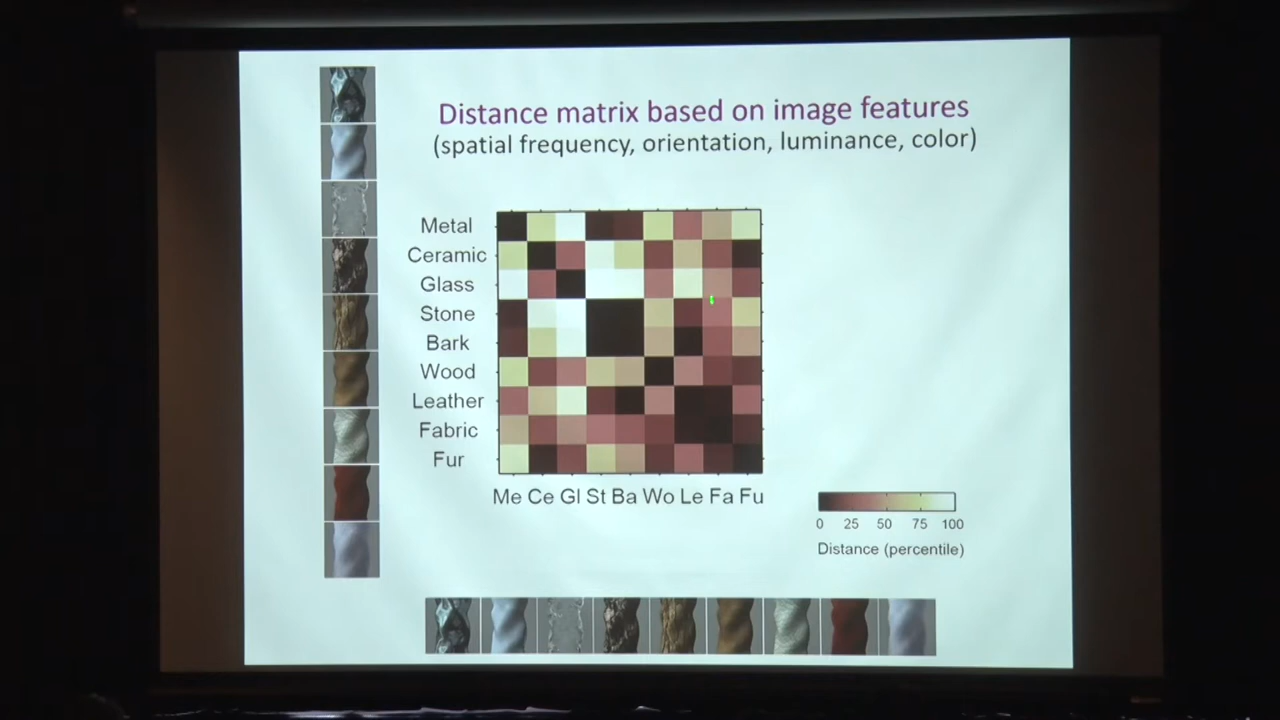 Distance matrix based on image features
(spatial frequency, orientation, luminance, color)
Metal
Ceramic
Glass
Stone
Bark
Wood
Leather
Fabric
Fur
Me Ce Gl St Ba Wo Le Fa Fu
0 25 50 75 100
Distance (percentile)